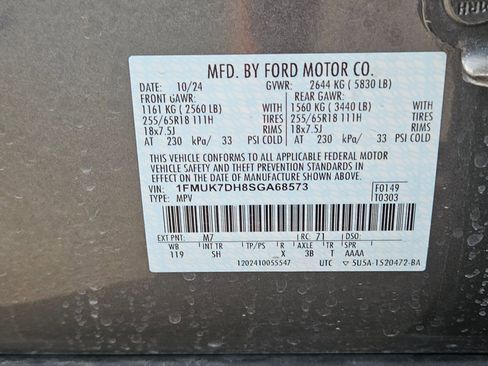 MFD. BY FORD MOTOR CO.
DATE: 10/24 GVWR: 2644 KG ( 5830 LB)
FRONT GAWR: REAR GAWR:
1161 KG ( 2560 LB) 1560 KG ( 3440 LB)
255/65R18 111H TIRES 255/65R18 111H TIRES
18x7.5J RIMS 18x7.5J RIMS
AT 230 kPa/ 33 PSI COLD AT 230 kPa/ 33 PSI COLD
THIS VEHICLE CONFORMS TO ALL APPLICABLE FEDERAL MOTOR
VEHICLE SAFETY AND THEFT PREVENTION STANDARDS IN
EFFECT ON THE DATE OF MANUFACTURE SHOWN ABOVE.
VIN: 1FMUK7DH8SGA68573 F0149
TYPE: MPV T0303
EXT PNT: M7 RC: 71 DSO:
WB INT TR TP/PS R AXLE TR SPR
119 SH X 3B T AAAA
1202410055547 UTC 5U5A-1520472-BA